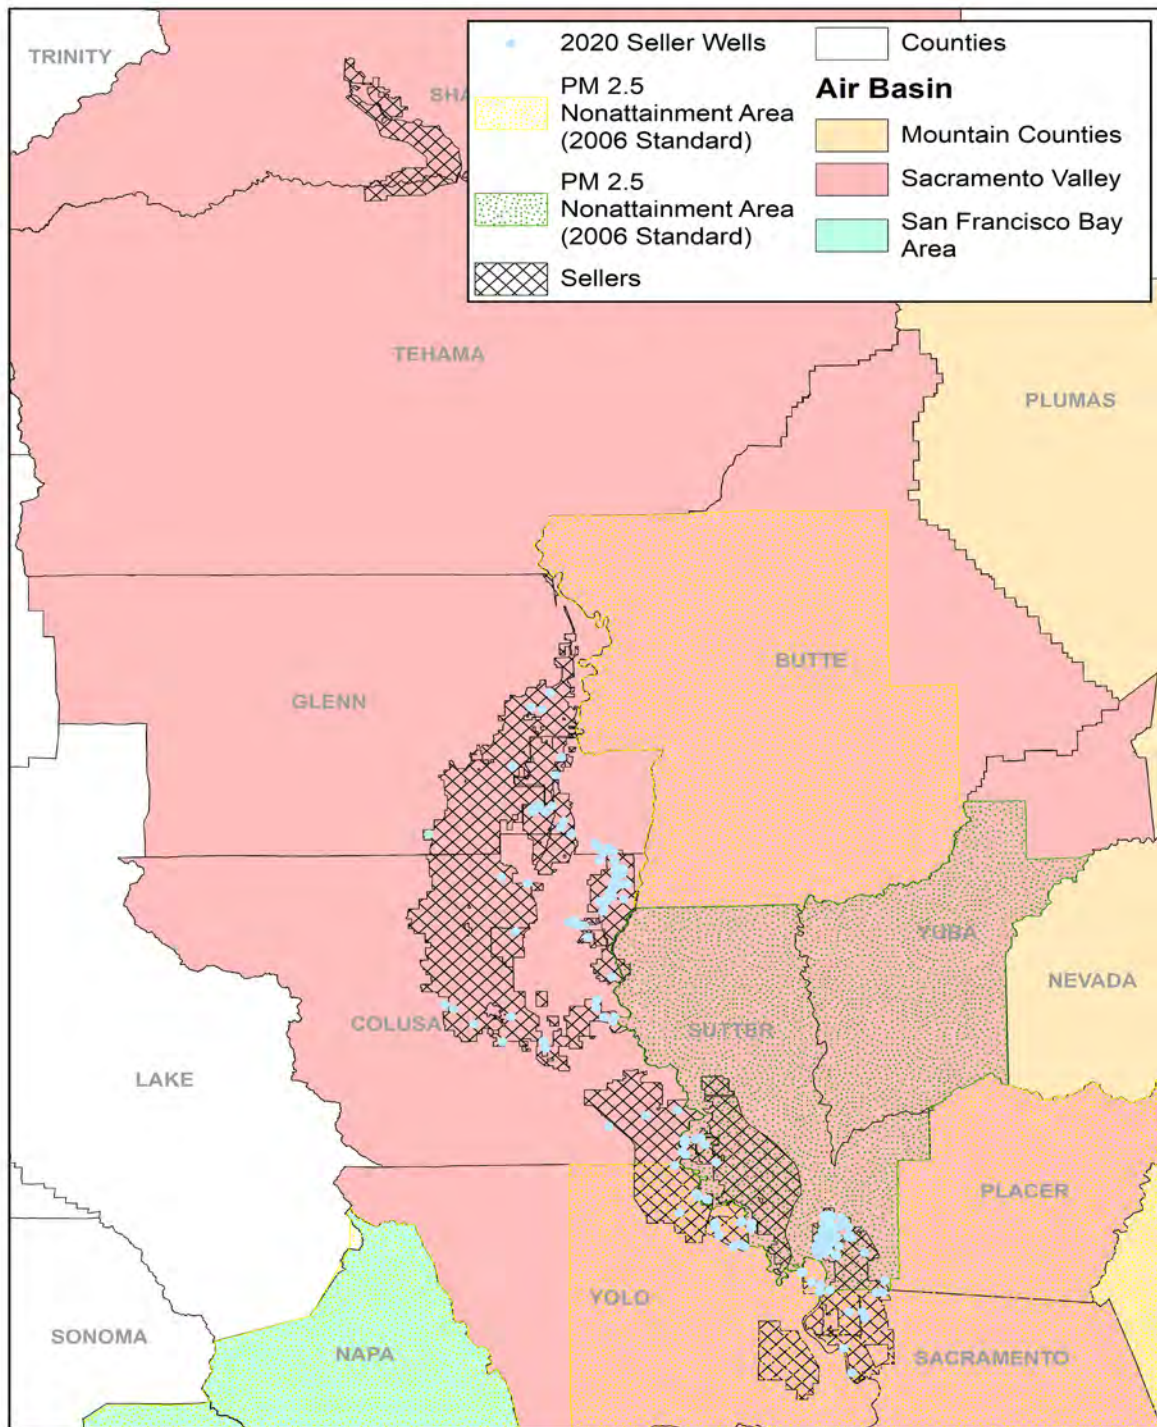 TRINITY
SHA
2020 Seller Wells
PM 2.5
Nonattainment Area
(2006 Standard)
PM 2.5
Nonattainment Area
(2006 Standard)
Sellers
Counties
Air Basin
Mountain Counties
Sacramento Valley
San Francisco Bay
Area
TEHAMA
PLUMAS
BUTTE
GLENN
YUBA
NEVADA
COLUSA
SUTTER
LAKE
PLACER
YOLO
SONOMA
NAPA
SACRAMENTO